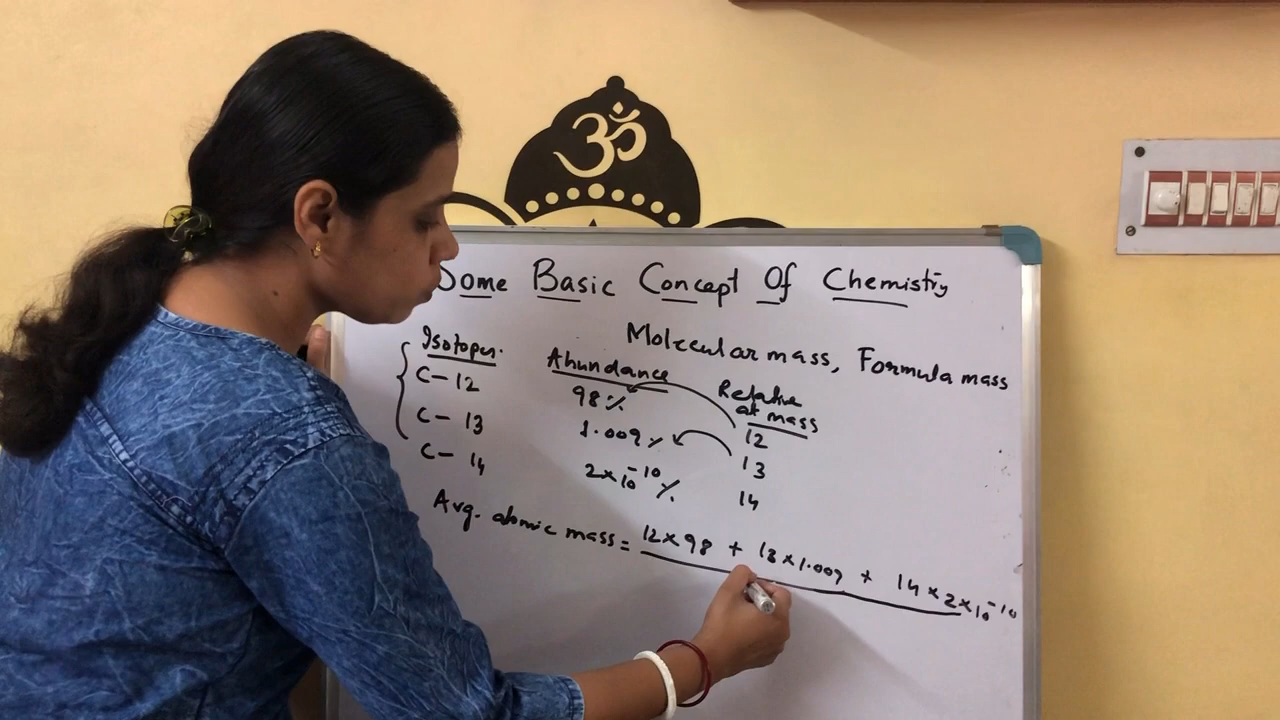 ॐ
Some Basic Concept Of Chemistry
Molecular mass, Formula mass
Isotopes. Abundance Relative at mass
C-12 98% 12
C-13 1.009% 13
C-14 2×10^-10% 14
Avg. atomic mass = 12×98 + 13×1.009 + 14×2×10^-10